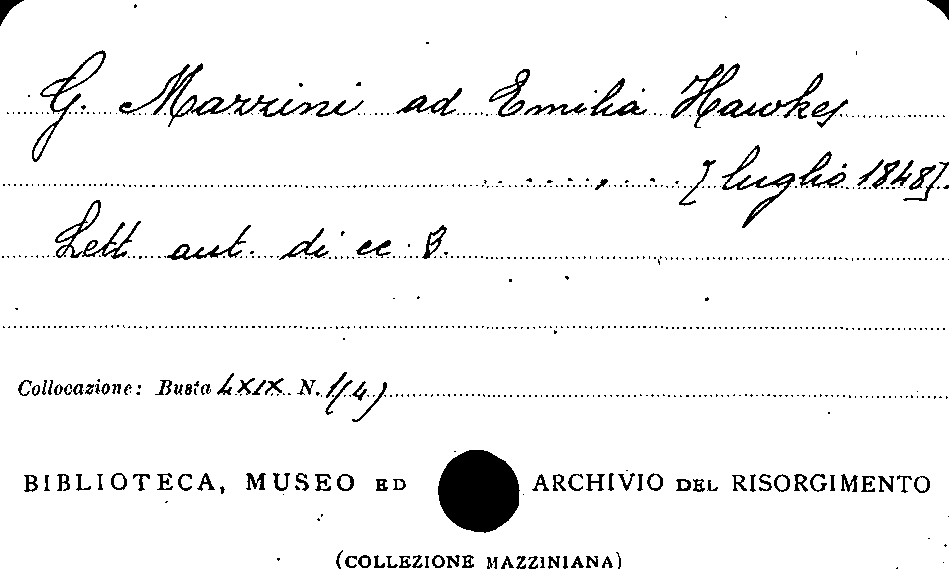 G. Mazzini ad Emilia Hawkes
......,....[luglio 1848].
Lett. aut. di cc. 3.
Collocazione: Busta LXIX N. 1(4)
BIBLIOTECA, MUSEO ED ARCHIVIO DEL RISORGIMENTO
(COLLEZIONE MAZZINIANA)